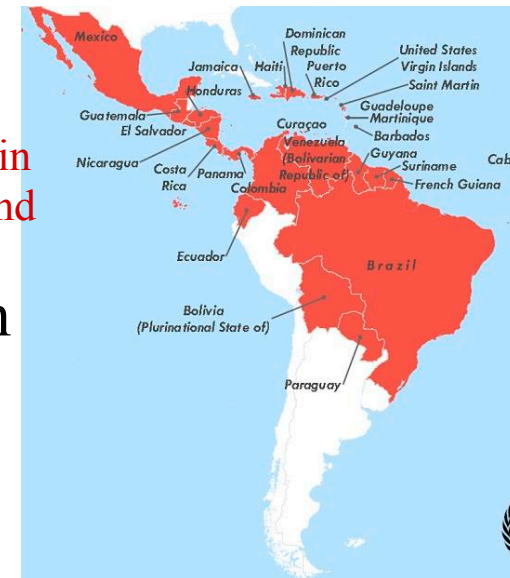 in
nd
n
Mexico
Dominican
Republic
Jamaica
Haiti
Puerto
Rico
United States
Virgin Islands
Saint Martin
Honduras
Guadeloupe
Martinique
Guatemala
El Salvador
Curaçao
Barbados
Venezuela
(Bolivarian
Republic of)
Guyana
Suriname
French Guiana
Cab
Nicaragua
Costa
Rica
Panama
Colombia
Ecuador
Brazil
Bolivia
(Plurinational State of)
Paraguay